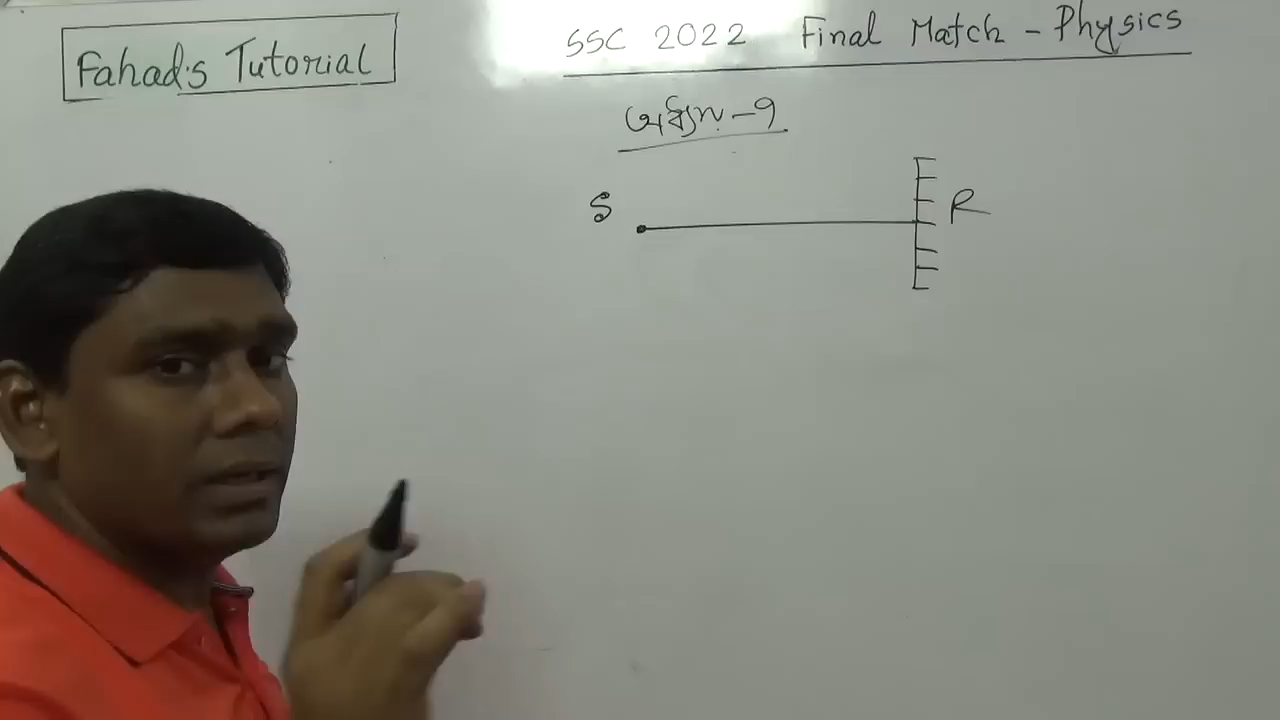 Fahad's Tutorial
SSC 2022 Final Match - Physics
অধ্যায় - ৭
S
R